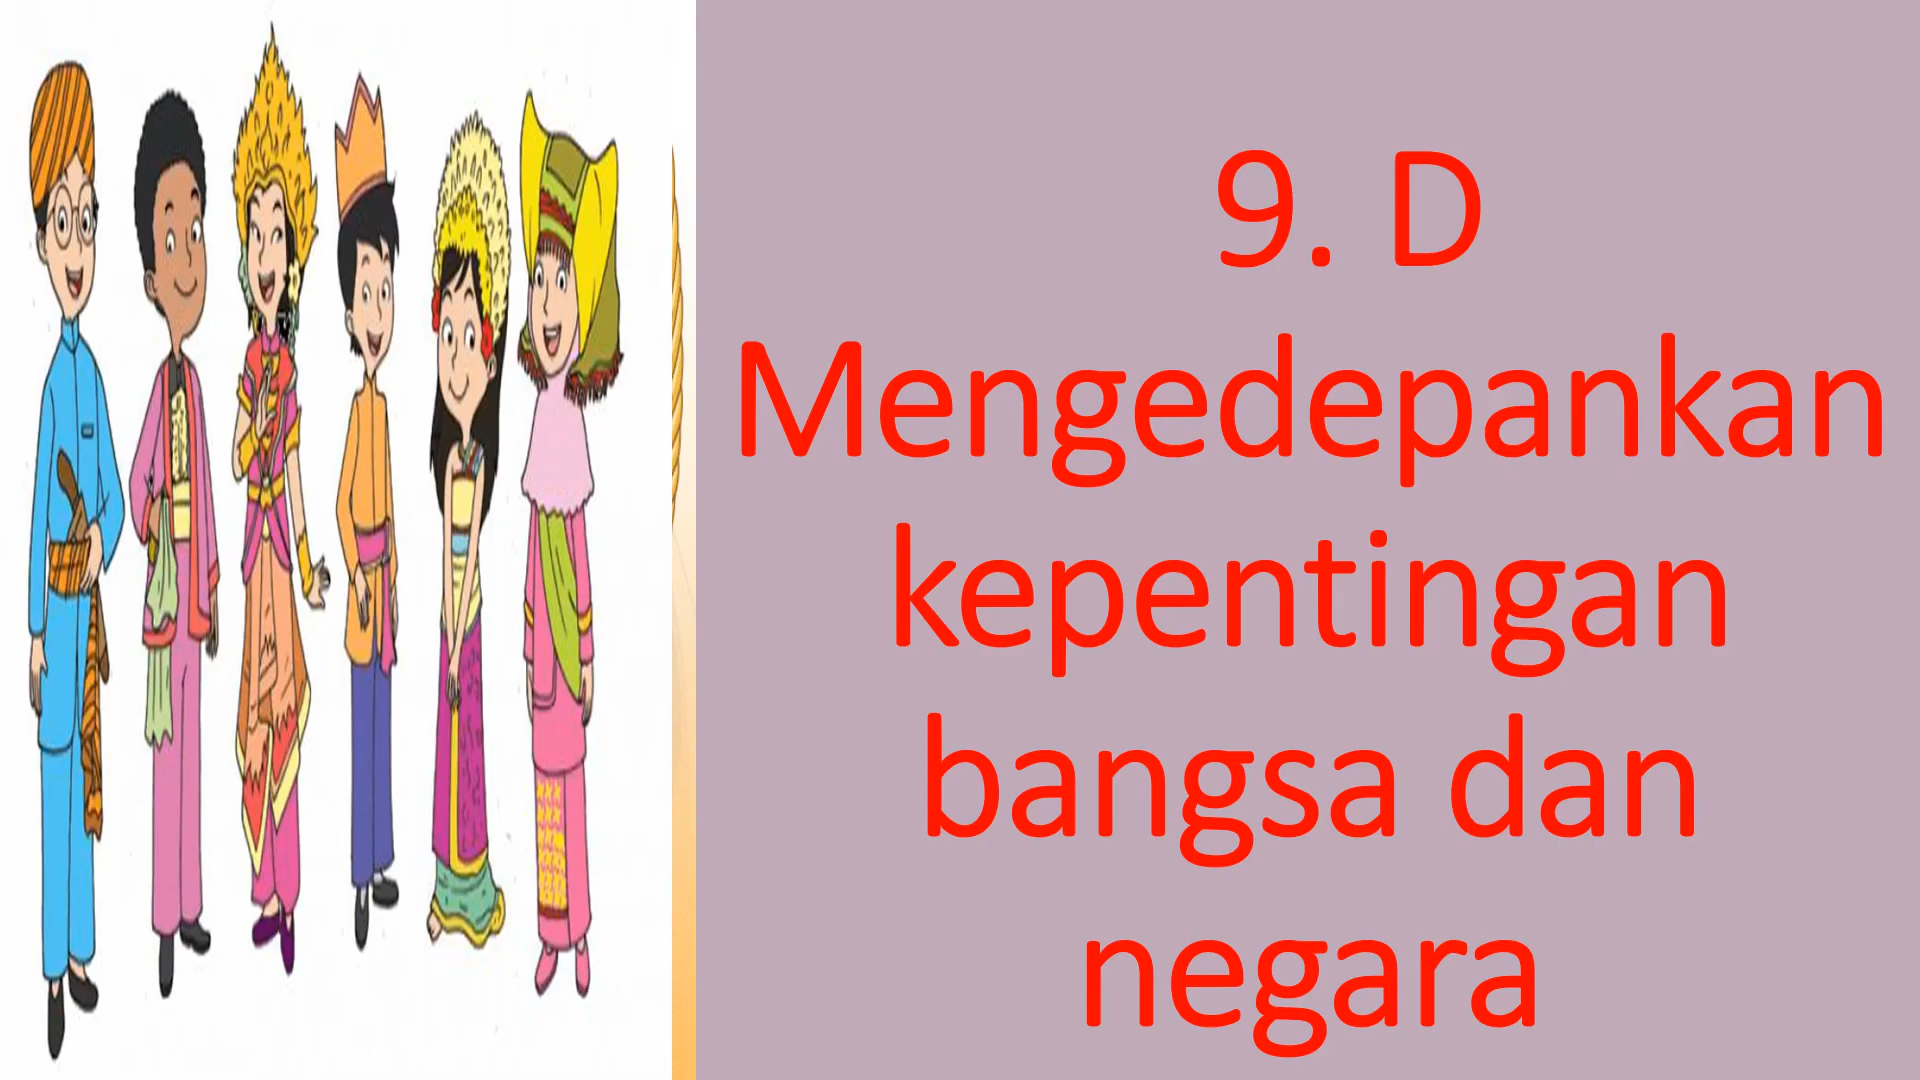 9. D
Mengedepankan
kepentingan
bangsa dan
negara